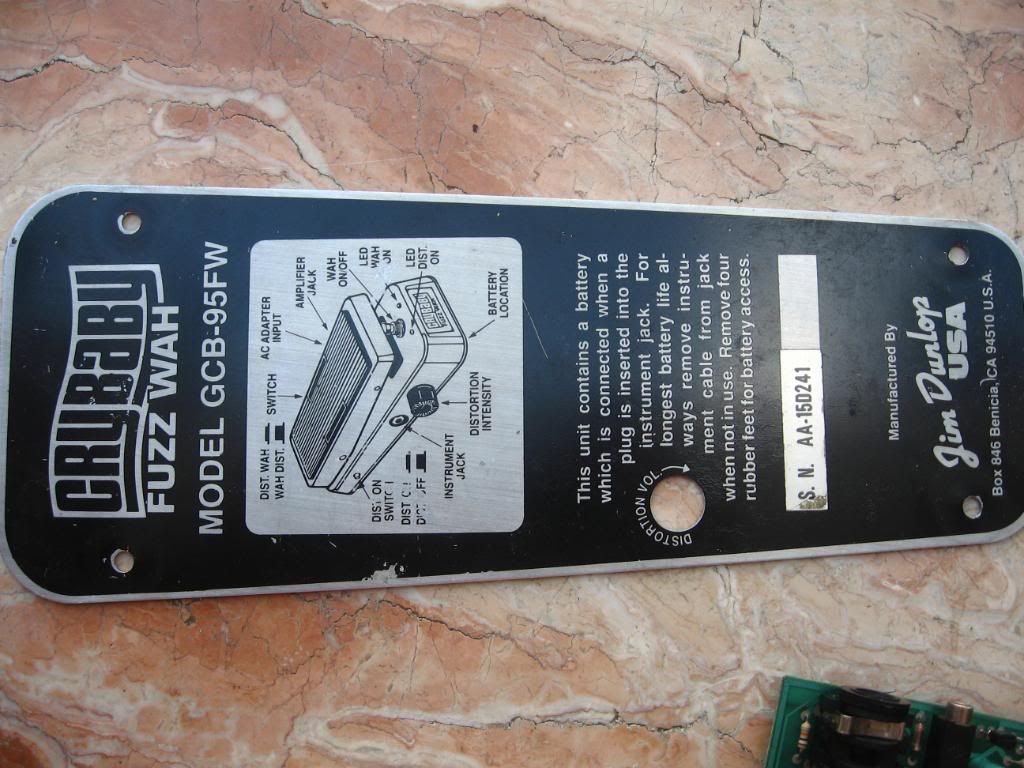 CRYBABY
FUZZ WAH
MODEL GCB-95FW
DIST. WAH
WAH DIST.
SWITCH
AC ADAPTER
INPUT
AMPLIFIER
JACK
WAH
ON/OFF
LED
WAH
ON
LED
DIST.
ON
CRYBABY
DIST. ON
SWITCH
DIST ON
DIST OFF
INSTRUMENT
JACK
DISTORTION
INTENSITY
BATTERY
LOCATION
This unit contains a battery
which is connected when a
plug is inserted into the
instrument jack. For
longest battery life al-
ways remove instru-
ment cable from jack
when not in use. Remove four
rubber feet for battery access.
DISTORTION VOL
S. N. AA-15D241
Manufactured By
Jim Dunlop
USA
Box 846 Benicia, CA 94510 U.S.A.